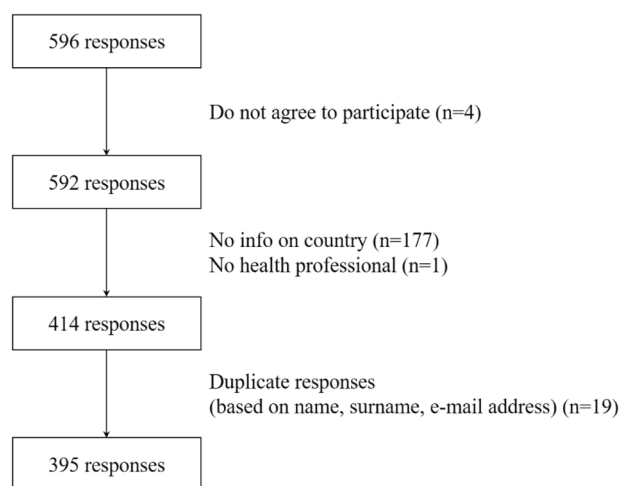 596 responses
Do not agree to participate (n=4)
592 responses
No info on country (n=177)
No health professional (n=1)
414 responses
Duplicate responses
(based on name, surname, e-mail address) (n=19)
395 responses